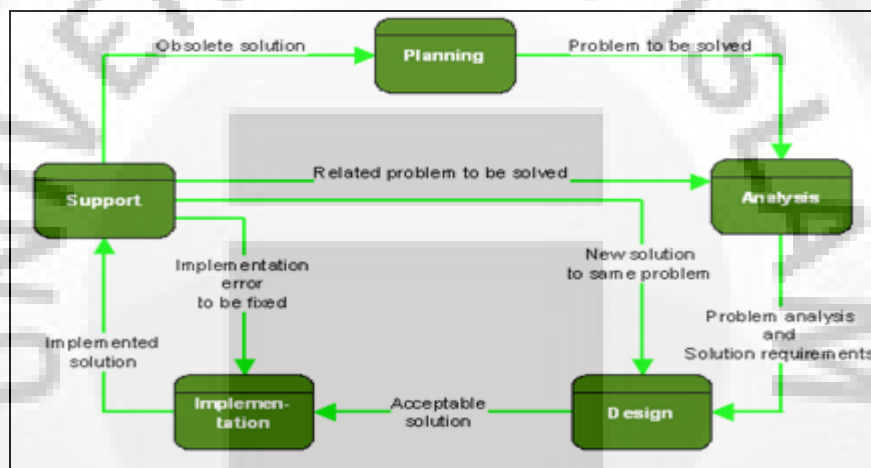 Obsolete solution
Planning
Problem to be solved
Support
Related problem to be solved
Analysis
Implementation
error
to be fixed
New solution
to same problem
Problem analysis
and
Solution requirements
Implemented
solution
Implemen-
tation
Acceptable
solution
Design